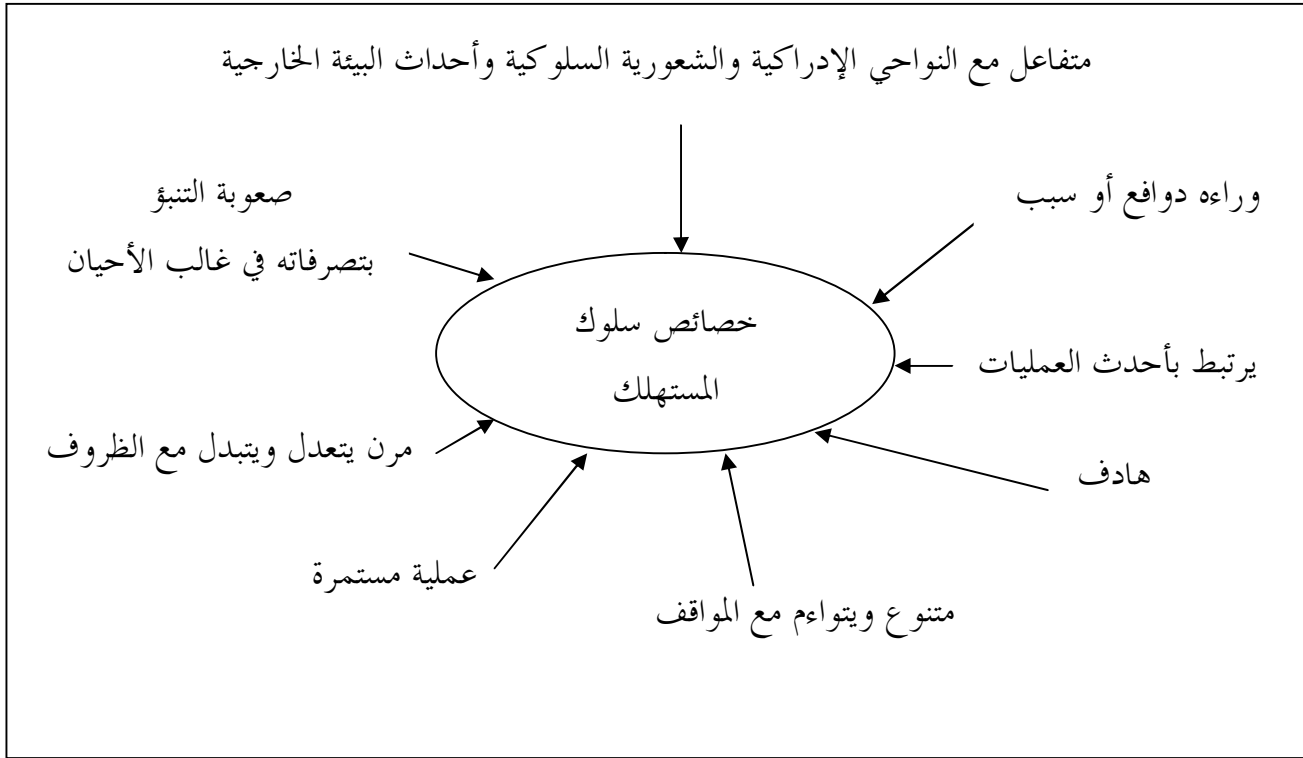 متفاعل مع النواحي الإدراكية والشعورية السلوكية وأحداث البيئة الخارجية
وراءه دوافع أو سبب
صعوبة التنبؤ
بتصرفاته في غالب الأحيان
خصائص سلوك
المستهلك
يرتبط بأحدث العمليات
مرن يتعدل ويتبدل مع الظروف
هادف
عملية مستمرة
متنوع ويتواءم مع المواقف